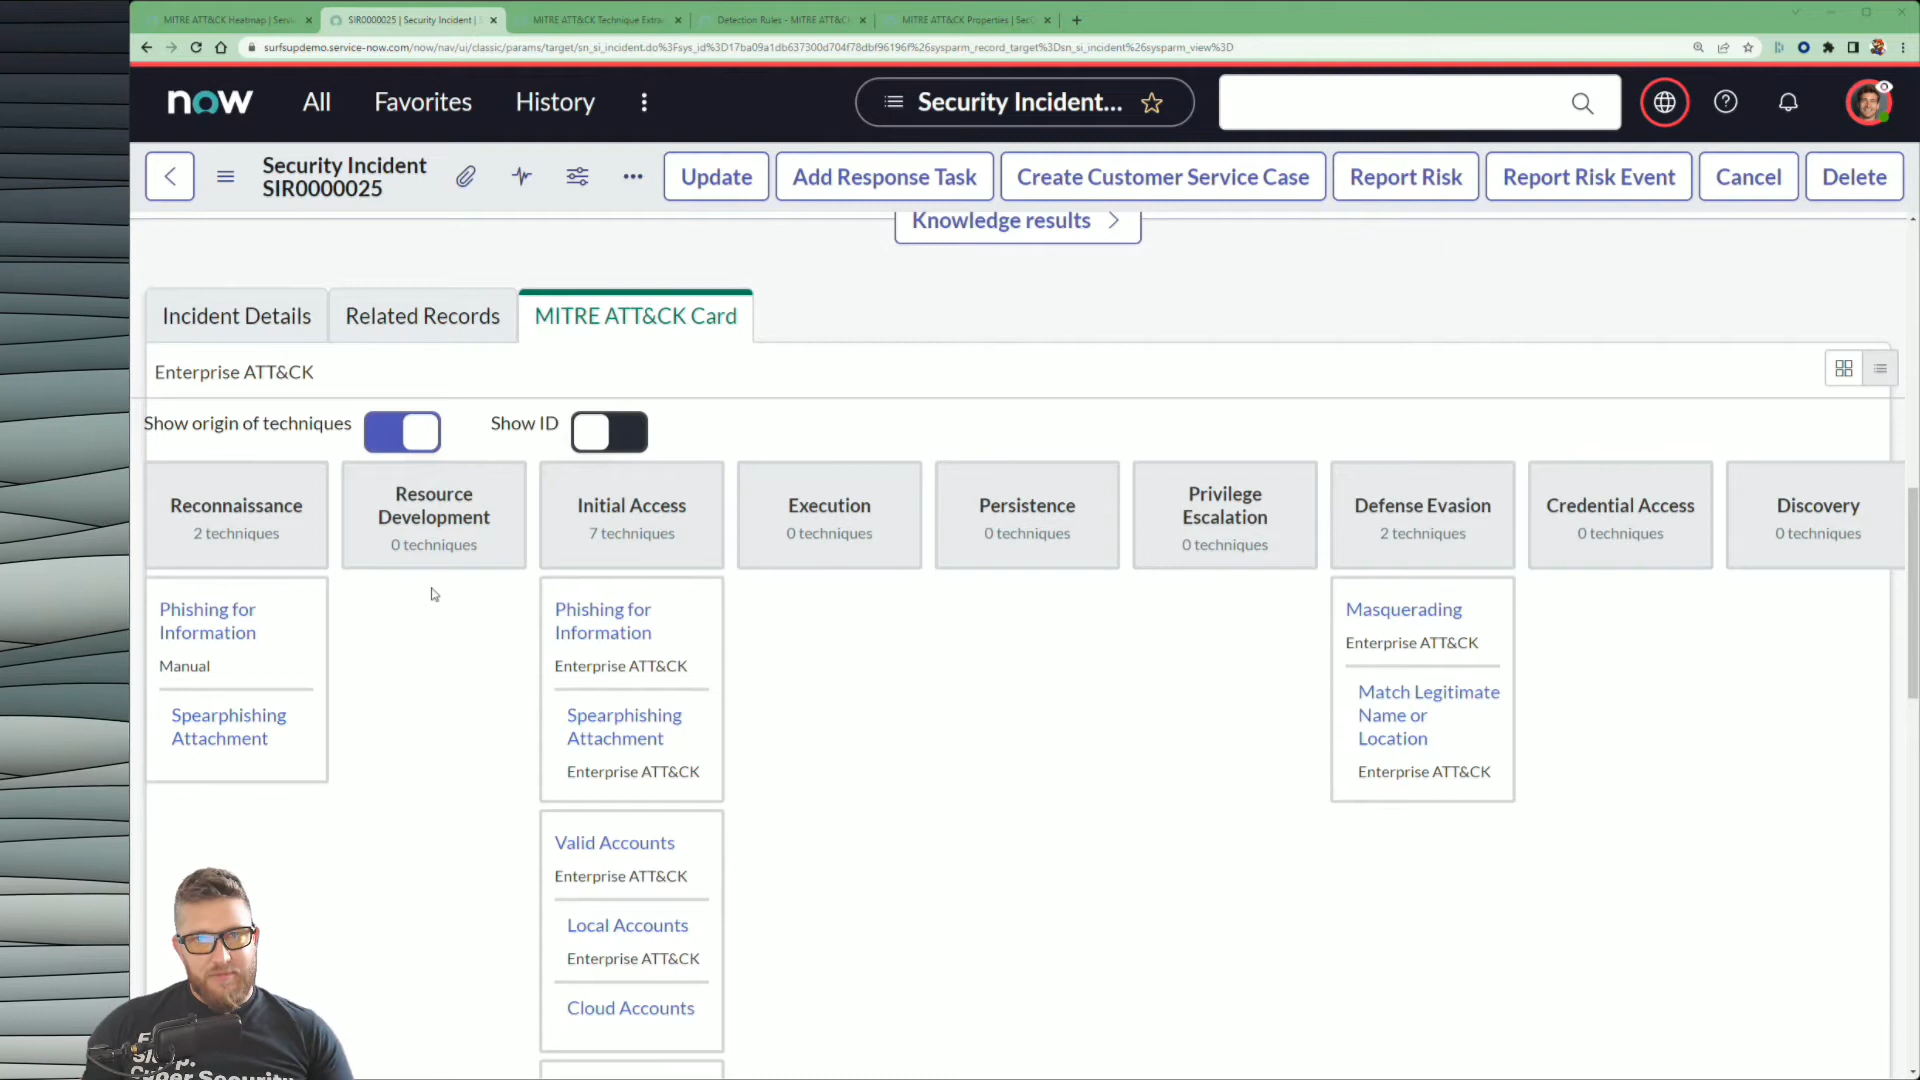 MITRE ATT&CK Heatmap | Servi
SIR0000025 | Security Incident | S
MITRE ATT&CK Technique Extra
Detection Rules - MITRE ATT&C
MITRE ATT&CK Properties | SecO
surfsupdemo.service-now.com/now/nav/ui/classic/params/target/sn_si_incident.do%3Fsys_id%3D17ba09a1db637300d704f78dbf96196f%26sysparm_record_target%3Dsn_si_incident%26sysparm_view%3D
now
All
Favorites
History
Security Incident...
Security Incident
SIR0000025
Update
Add Response Task
Create Customer Service Case
Report Risk
Report Risk Event
Cancel
Delete
Knowledge results
Incident Details
Related Records
MITRE ATT&CK Card
Enterprise ATT&CK
Show origin of techniques
Show ID
Reconnaissance
2 techniques
Resource
Development
0 techniques
Initial Access
7 techniques
Execution
0 techniques
Persistence
0 techniques
Privilege
Escalation
0 techniques
Defense Evasion
2 techniques
Credential Access
0 techniques
Discovery
0 techniques
Phishing for
Information
Manual
Spearphishing
Attachment
Phishing for
Information
Enterprise ATT&CK
Spearphishing
Attachment
Enterprise ATT&CK
Valid Accounts
Enterprise ATT&CK
Local Accounts
Enterprise ATT&CK
Cloud Accounts
Masquerading
Enterprise ATT&CK
Match Legitimate
Name or
Location
Enterprise ATT&CK
Cyber Security